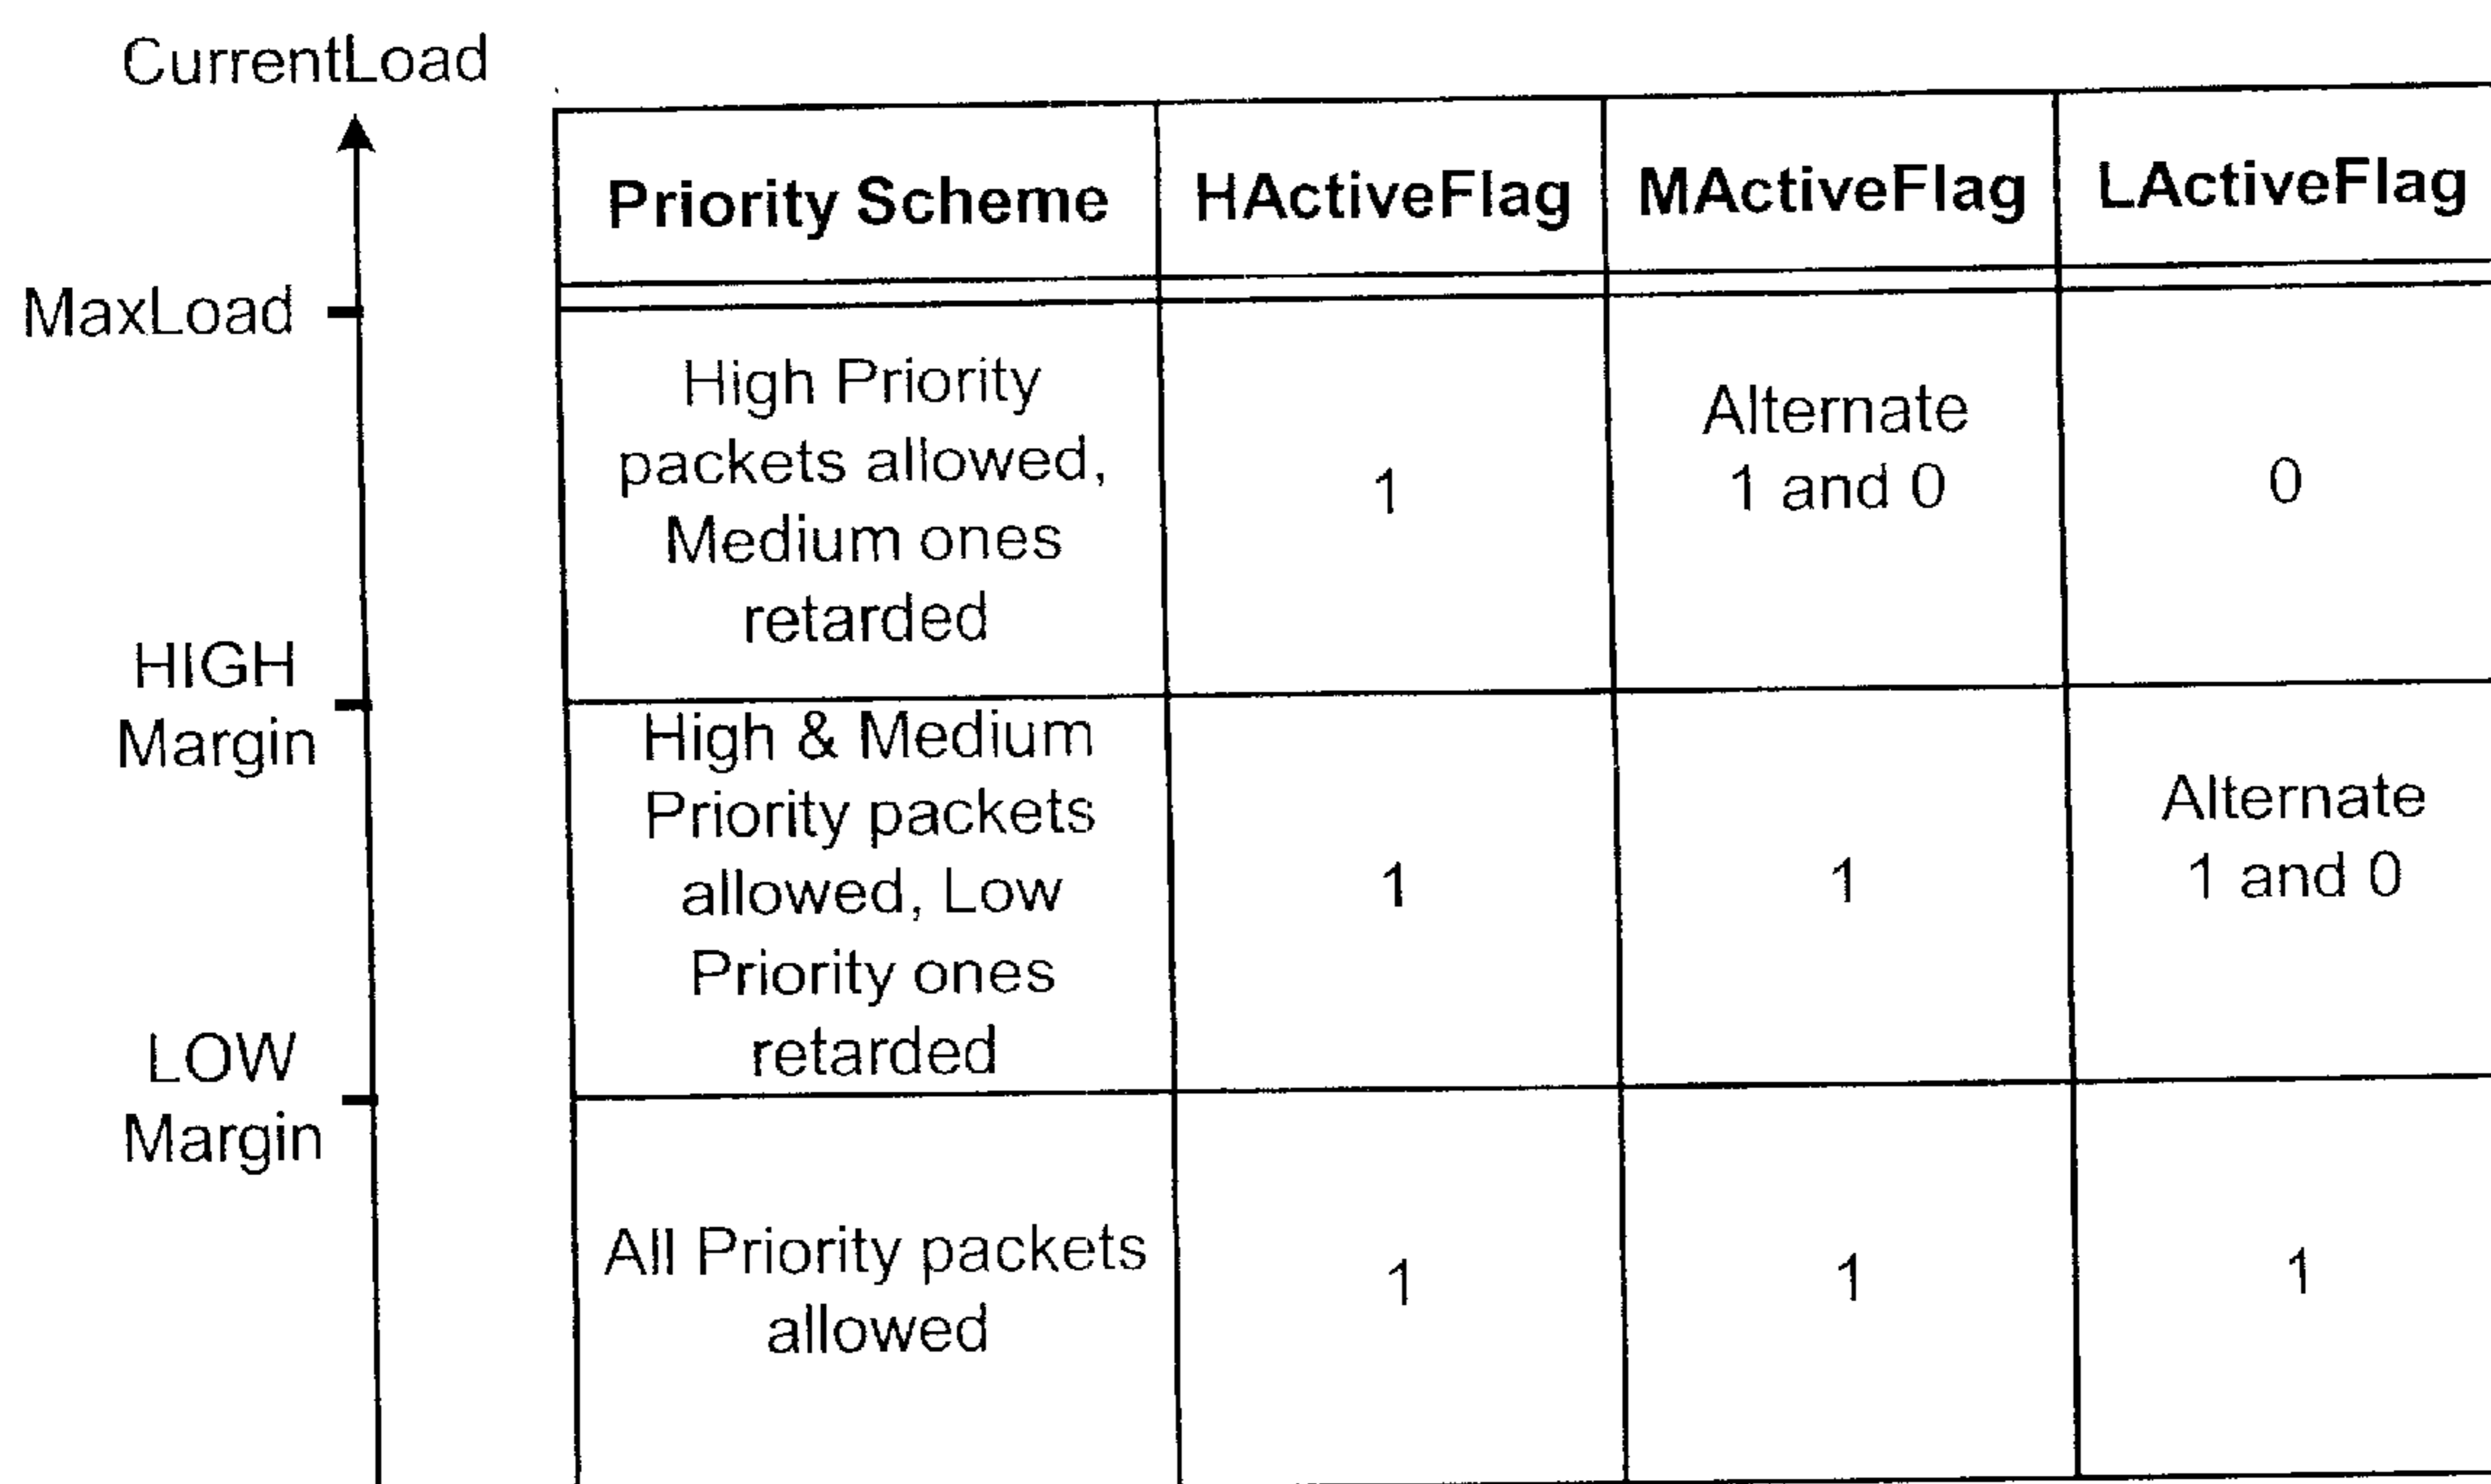 CurrentLoad
MaxLoad
HIGH
Margin
LOW
Margin
Priority Scheme
HActiveFlag
MActiveFlag
LActiveFlag
High Priority
packets allowed,
Medium ones
retarded
1
Alternate
1 and 0
0
High & Medium
Priority packets
allowed, Low
Priority ones
retarded
1
1
Alternate
1 and 0
All Priority packets
allowed
1
1
1